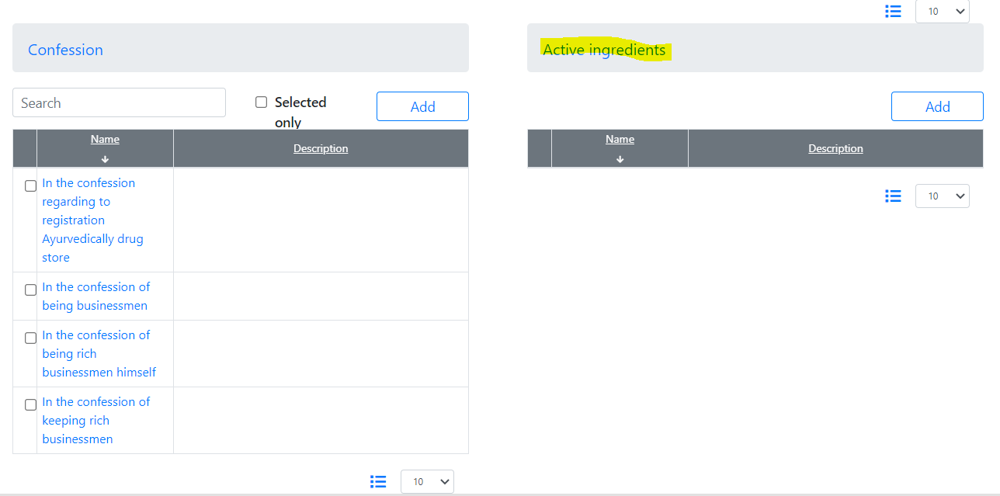 10
Confession
Active ingredients
Search
Selected
only
Add
Add
Name
Description
Name
Description
In the confession
regarding to
registration
Ayurvedically drug
store
In the confession of
being businessmen
In the confession of
being rich
businessmen himself
In the confession of
keeping rich
businessmen
10
10